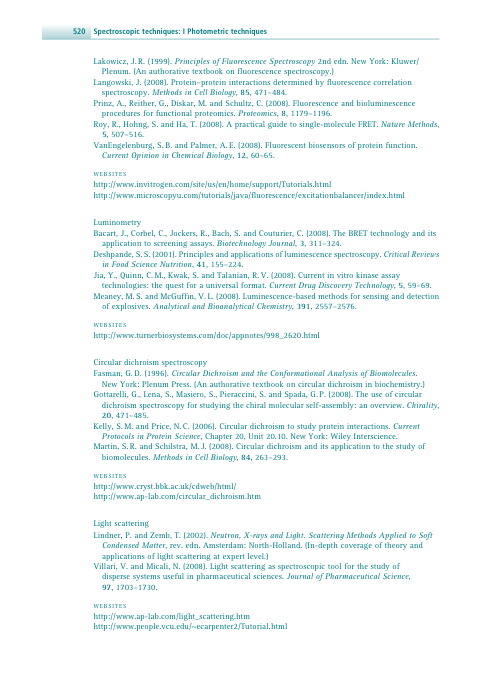 520 Spectroscopic techniques: I Photometric techniques
Lakowicz, J. R. (1999). Principles of Fluorescence Spectroscopy 2nd edn. New York: Kluwer/
Plenum. (An authorative textbook on fluorescence spectroscopy.)
Langowski, J. (2008). Protein–protein interactions determined by fluorescence correlation
spectroscopy. Methods in Cell Biology, 85, 471–484.
Prinz, A., Reither, G., Diskar, M. and Schultz, C. (2008). Fluorescence and bioluminescence
procedures for functional proteomics. Proteomics, 8, 1179–1196.
Roy, R., Hohng, S. and Ha, T. (2008). A practical guide to single-molecule FRET. Nature Methods,
5, 507–516.
VanEngelenburg, S. B. and Palmer, A. E. (2008). Fluorescent biosensors of protein function.
Current Opinion in Chemical Biology, 12, 60–65.
WEBSITES
http://www.invitrogen.com/site/us/en/home/support/Tutorials.html
http://www.microscopyu.com/tutorials/java/fluorescence/excitationbalancer/index.html
Luminometry
Bacart, J., Corbel, C., Jockers, R., Bach, S. and Couturier, C. (2008). The BRET technology and its
application to screening assays. Biotechnology Journal, 3, 311–324.
Deshpande, S. S. (2001). Principles and applications of luminescence spectroscopy. Critical Reviews
in Food Science Nutrition, 41, 155–224.
Jia, Y., Quinn, C. M., Kwak, S. and Talanian, R. V. (2008). Current in vitro kinase assay
technologies: the quest for a universal format. Current Drug Discovery Technology, 5, 59–69.
Meaney, M. S. and McGuffin, V. L. (2008). Luminescence-based methods for sensing and detection
of explosives. Analytical and Bioanalytical Chemistry, 391, 2557–2576.
WEBSITES
http://www.turnerbiosystems.com/doc/appnotes/998_2620.html
Circular dichroism spectroscopy
Fasman, G. D. (1996). Circular Dichroism and the Conformational Analysis of Biomolecules.
New York: Plenum Press. (An authorative textbook on circular dichroism in biochemistry.)
Gottarelli, G., Lena, S., Masiero, S., Pieraccini, S. and Spada, G. P. (2008). The use of circular
dichroism spectroscopy for studying the chiral molecular self-assembly: an overview. Chirality,
20, 471–485.
Kelly, S. M. and Price, N. C. (2006). Circular dichroism to study protein interactions. Current
Protocols in Protein Science, Chapter 20, Unit 20.10. New York: Wiley Interscience.
Martin, S. R. and Schilstra, M. J. (2008). Circular dichroism and its application to the study of
biomolecules. Methods in Cell Biology, 84, 263–293.
WEBSITES
http://www.cryst.bbk.ac.uk/cdweb/html/
http://www.ap-lab.com/circular_dichroism.htm
Light scattering
Lindner, P. and Zemb, T. (2002). Neutron, X-rays and Light. Scattering Methods Applied to Soft
Condensed Matter, rev. edn. Amsterdam: North-Holland. (In-depth coverage of theory and
applications of light scattering at expert level.)
Villari, V. and Micali, N. (2008). Light scattering as spectroscopic tool for the study of
disperse systems useful in pharmaceutical sciences. Journal of Pharmaceutical Science,
97, 1703–1730.
WEBSITES
http://www.ap-lab.com/light_scattering.htm
http://www.people.vcu.edu/~ecarpenter2/Tutorial.html